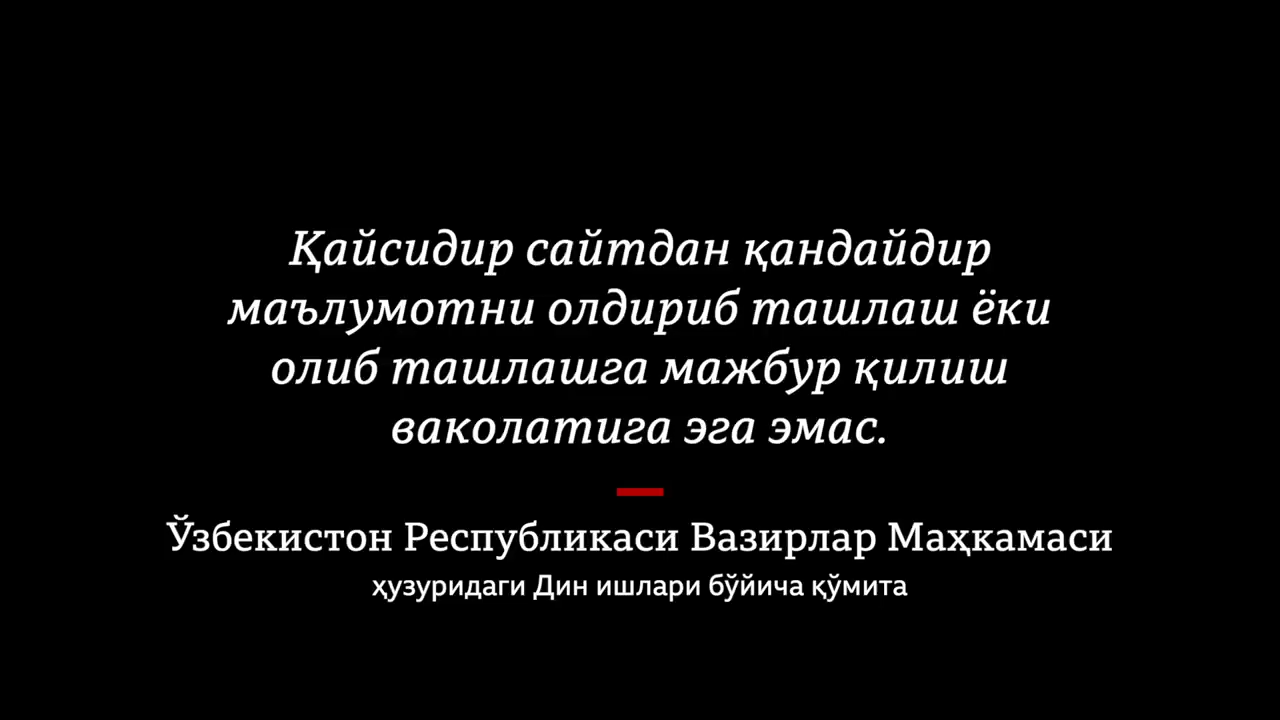 Қайсидир сайтдан қандайдир
маълумотни олдириб ташлаш ёки
олиб ташлашга мажбур қилиш
ваколатига эга эмас.
Ўзбекистон Республикаси Вазирлар Маҳкамаси
ҳузуридаги Дин ишлари бўйича қўмита